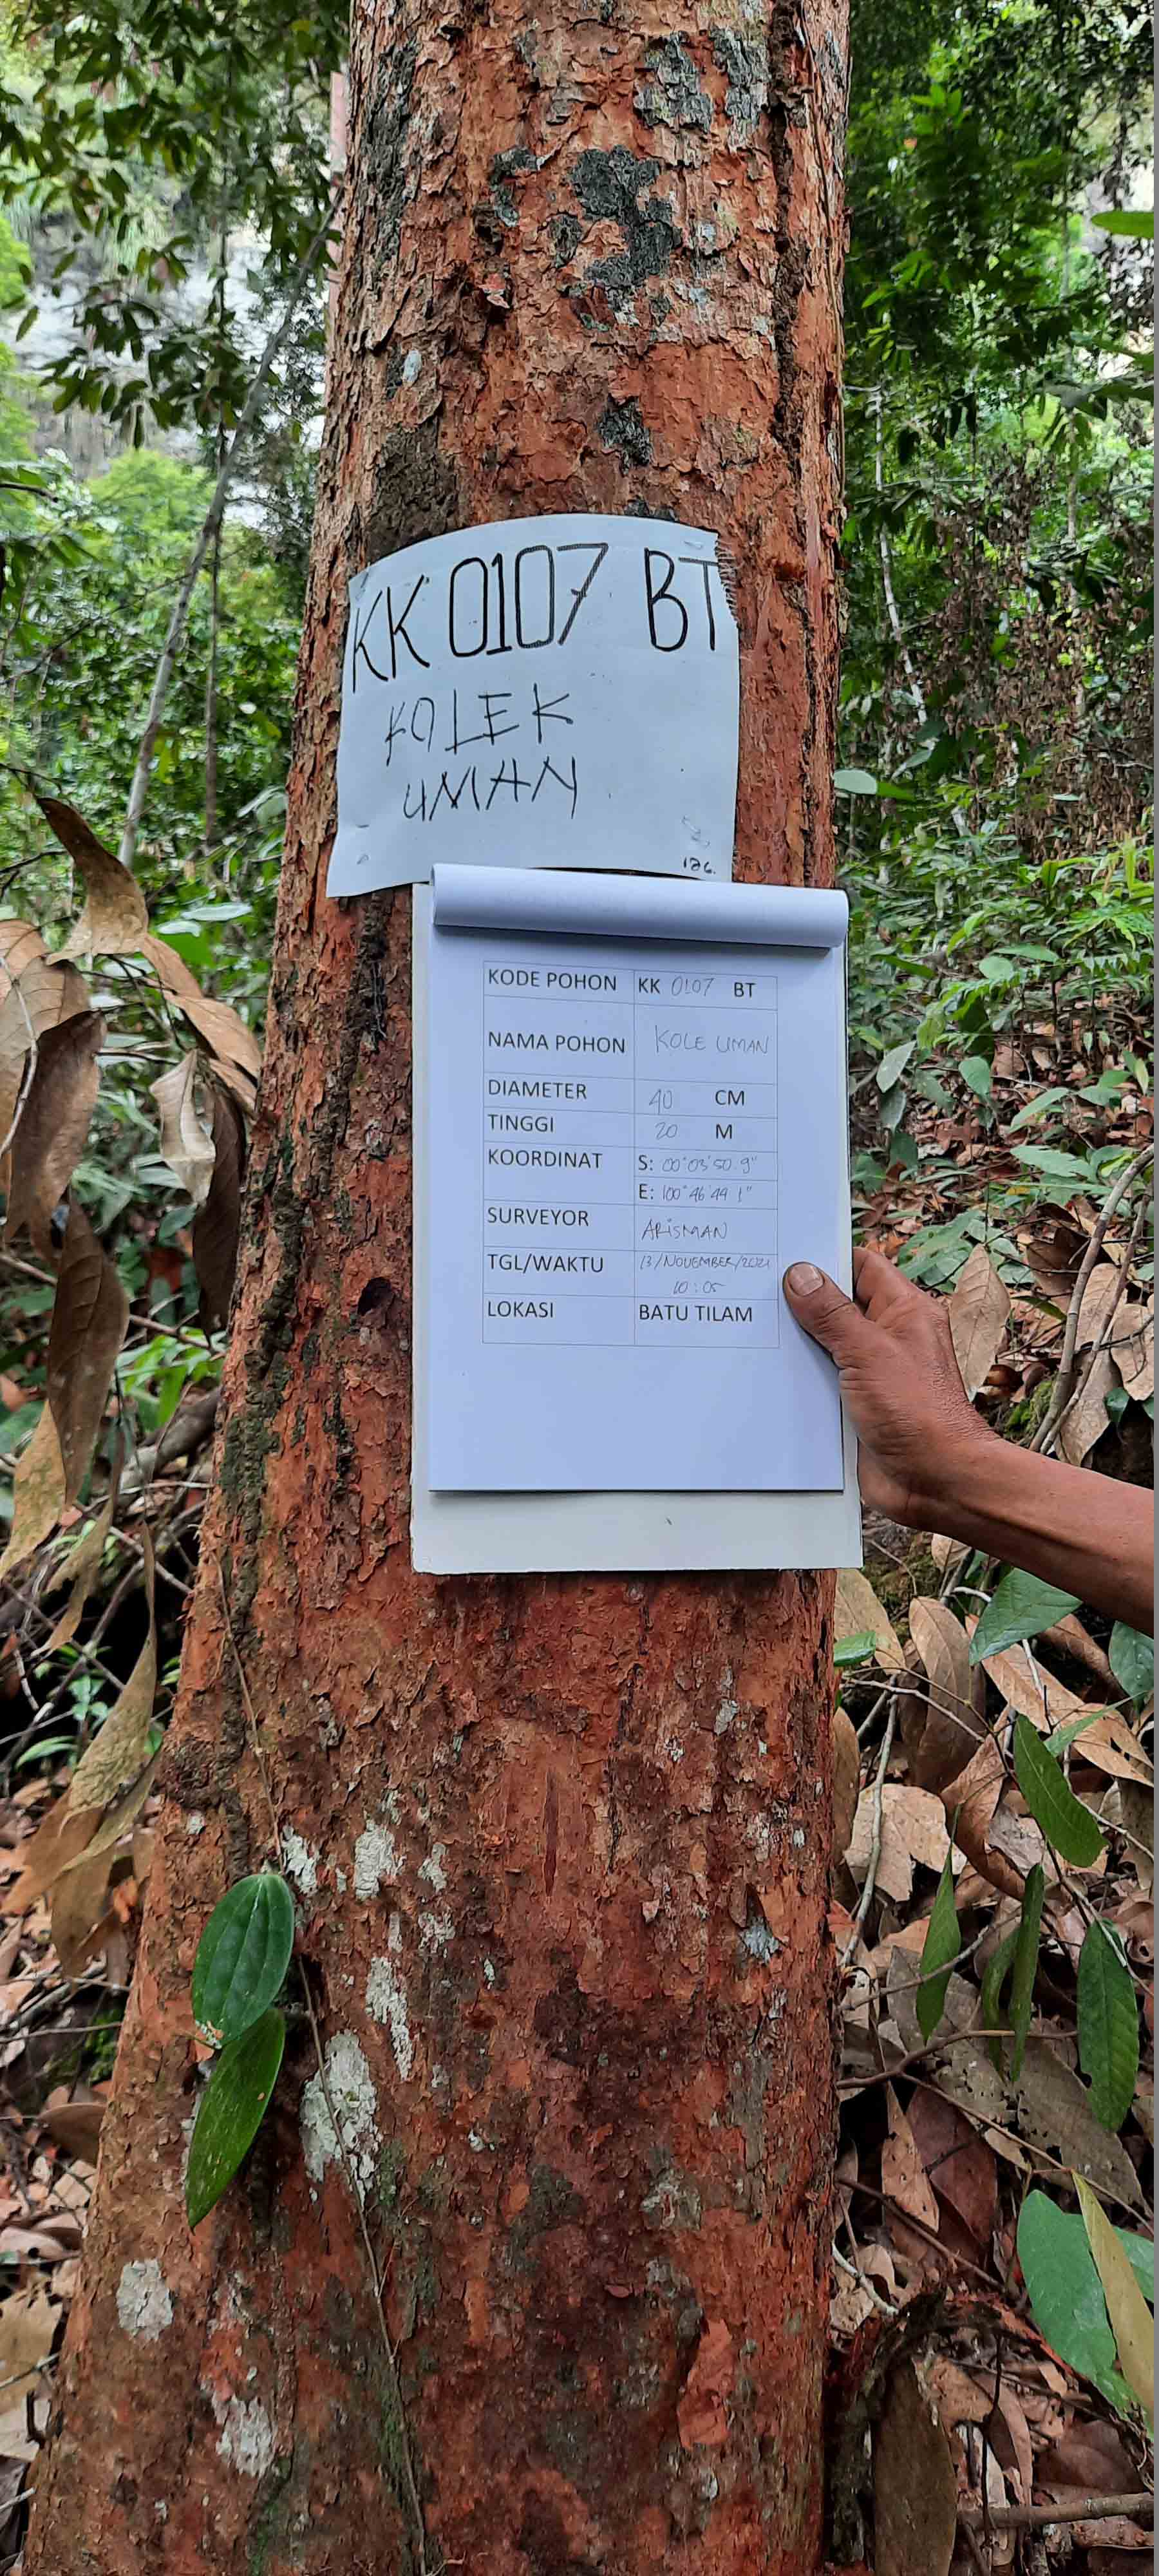 KK 0107 BT
KOLEK
UMAN
126.
KODE POHON KK 0107 BT
NAMA POHON KOLE UMAN
DIAMETER 40 CM
TINGGI 20 M
KOORDINAT S: 00°03'50.9"
E: 100°46'49.1"
SURVEYOR ARISMAN
TGL/WAKTU 13/NOVEMBER/2021
10:05
LOKASI BATU TILAM